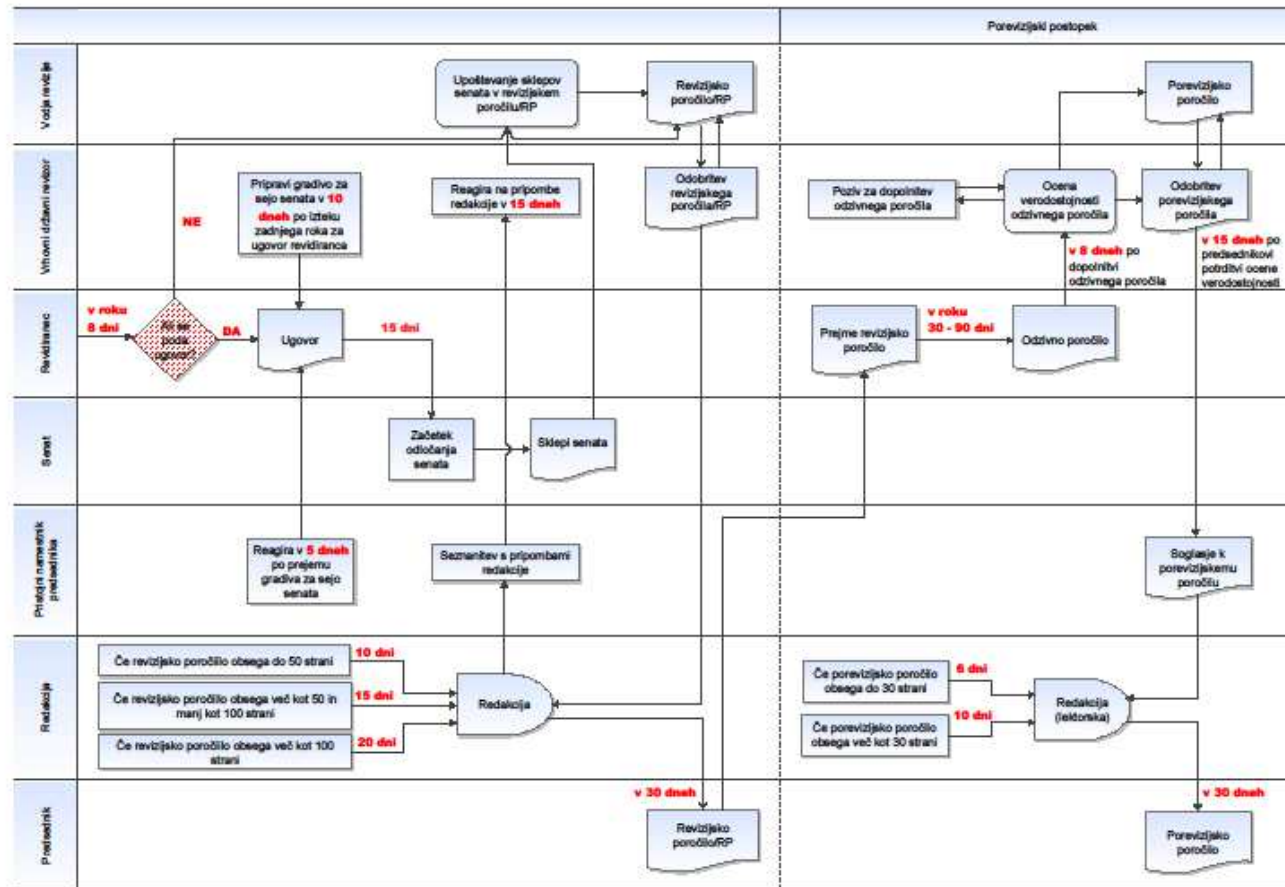 Porevizijski postopek
Vodja revizije
Upoštevanje sklepov
senata v revizijskem
poročilu/RP
Revizijsko
poročilo/RP
Porevizijsko
poročilo
Vrhovni državni revizor
NE
Pripravi gradivo za
sejo senata v 10
dneh po izteku
zadnjega roka za
ugovor revidiranca
Reagira na pripombe
redakcije v 15 dneh
Odobritev
revizijskega
poročila/RP
Poziv za dopolnitev
odzivnega poročila
Ocena
verodostojnosti
odzivnega poročila
Odobritev
porevizijskega
poročila
v 8 dneh po
dopolnitvi
odzivnega poročila
v 15 dneh po
predsednikovi
potrditvi ocene
verodostojnosti
Revidiranec
v roku
8 dni
Ali se
poda
ugovor?
DA
Ugovor
15 dni
Prejme revizijsko
poročilo
v roku
30 - 90 dni
Odzivno poročilo
Senat
Začetek
odločanja
senata
Sklepi senata
Pristojni namestnik
predsednika
Reagira v 5 dneh
po prejemu
gradiva za sejo
senata
Seznanitev s pripombami
redakcije
Soglasje k
porevizijskemu
poročilu
Redakcija
Če revizijsko poročilo obsega do 50 strani
10 dni
Če revizijsko poročilo obsega več kot 50 in
manj kot 100 strani
15 dni
Če revizijsko poročilo obsega več kot 100
strani
20 dni
Redakcija
Če porevizijsko poročilo
obsega do 30 strani
6 dni
Če porevizijsko poročilo
obsega več kot 30 strani
10 dni
Redakcija
(lektorska)
Predsednik
v 30 dneh
Revizijsko
poročilo/RP
v 30 dneh
Porevizijsko
poročilo